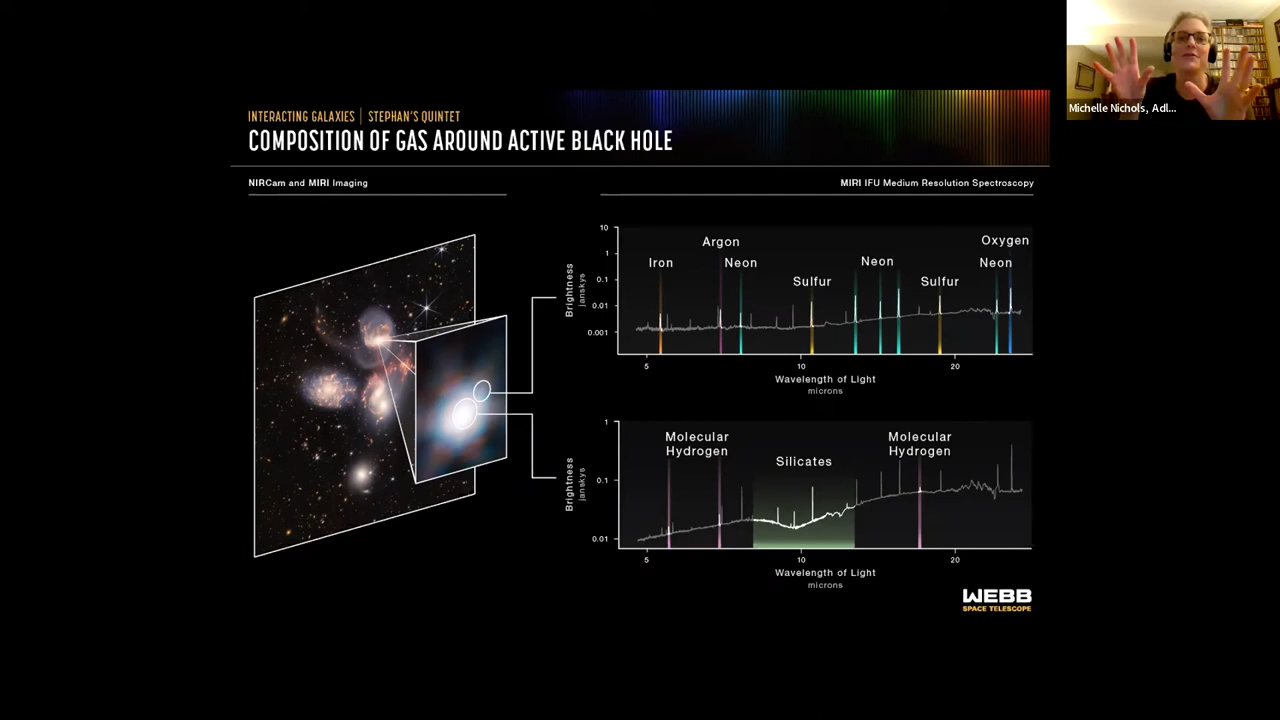 INTERACTING GALAXIES | STEPHAN'S QUINTET
COMPOSITION OF GAS AROUND ACTIVE BLACK HOLE
NIRCam and MIRI Imaging
MIRI IFU Medium Resolution Spectroscopy
Michelle Nichols, Adl...
10
1
0.1
0.01
0.001
Brightness
janskys
Iron
Argon
Neon
Sulfur
Neon
Sulfur
Oxygen
Neon
5
10
20
Wavelength of Light
microns
1
0.1
0.01
Brightness
janskys
Molecular
Hydrogen
Silicates
Molecular
Hydrogen
5
10
20
Wavelength of Light
microns
WEBB
SPACE TELESCOPE